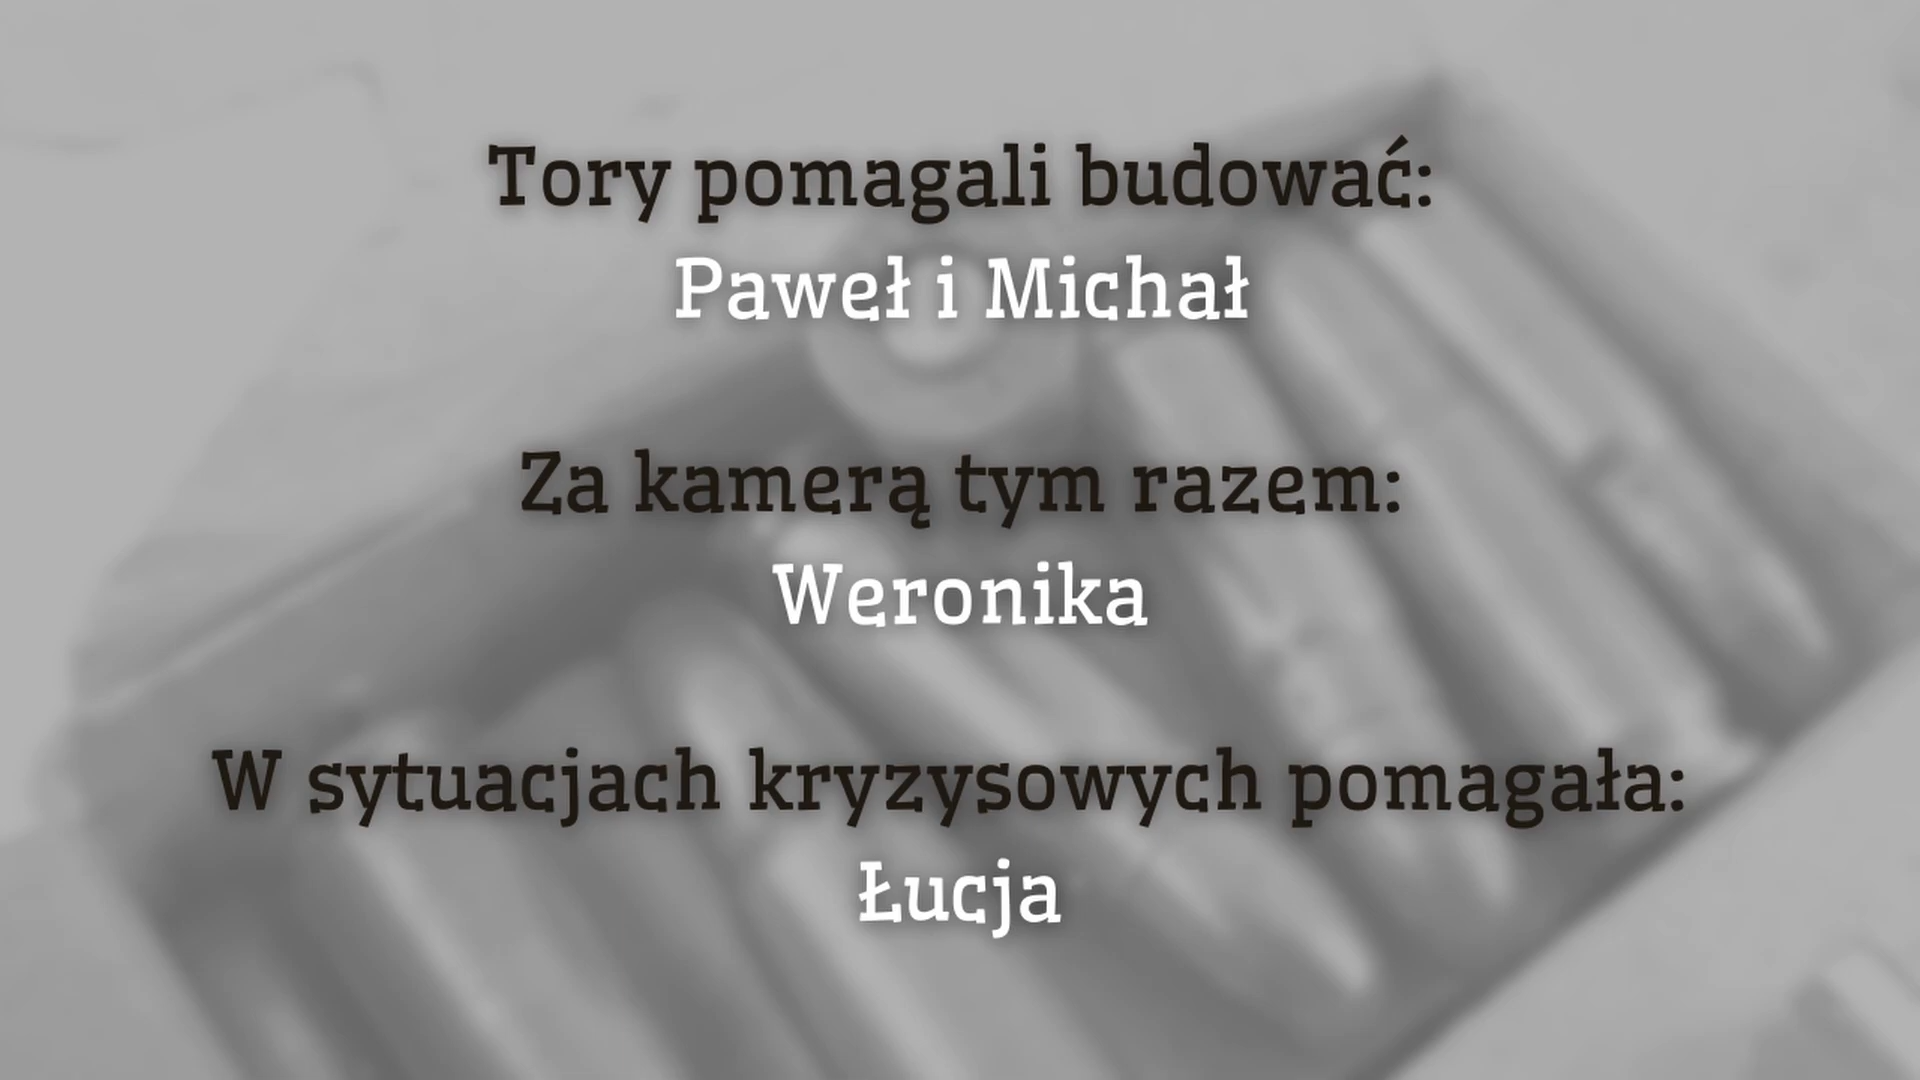 Tory pomagali budować:
Paweł i Michał
Za kamerą tym razem:
Weronika
W sytuacjach kryzysowych pomagała:
Łucja